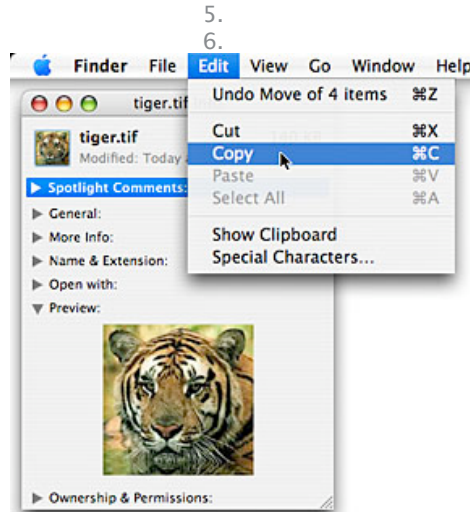 5.
6.
Finder File Edit View Go Window Help
tiger.tif
Undo Move of 4 items ⌘Z
tiger.tif
Modified: Today
Cut ⌘X
Copy ⌘C
Paste ⌘V
Select All ⌘A
Show Clipboard
Special Characters...
Spotlight Comments:
General:
More Info:
Name & Extension:
Open with:
Preview:
Ownership & Permissions: